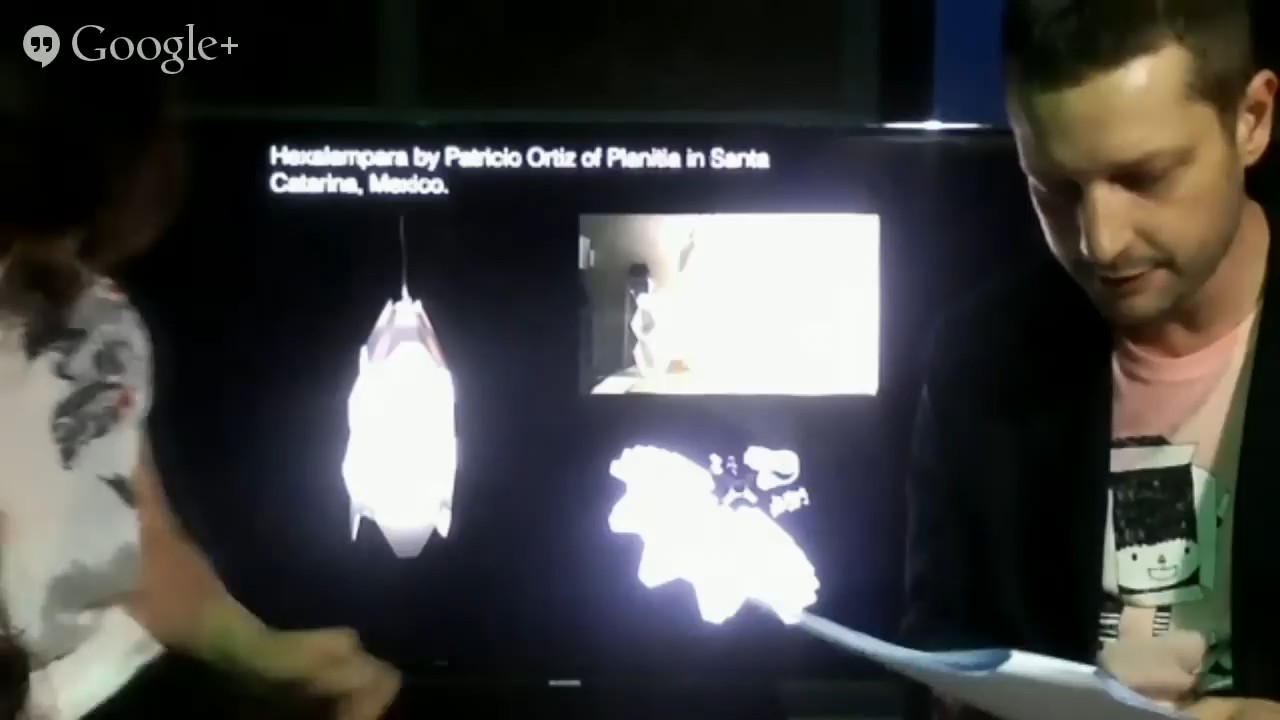 Google+
Hexalampara by Patricio Ortiz of Planitia in Santa
Catarina, Mexico.